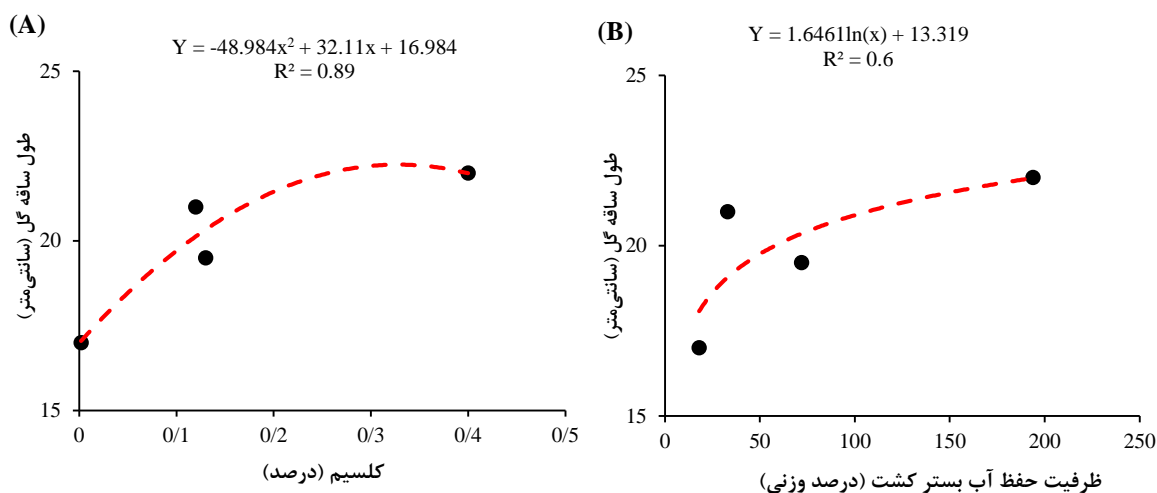 (A)
Y = -48.984x² + 32.11x + 16.984
R² = 0.89
طول ساقه گل (سانتی‌متر)
25
20
15
0 0/1 0/2 0/3 0/4 0/5
کلسیم (درصد)
(B)
Y = 1.6461ln(x) + 13.319
R² = 0.6
طول ساقه گل (سانتی‌متر)
25
20
15
0 50 100 150 200 250
ظرفیت حفظ آب بستر کشت (درصد وزنی)